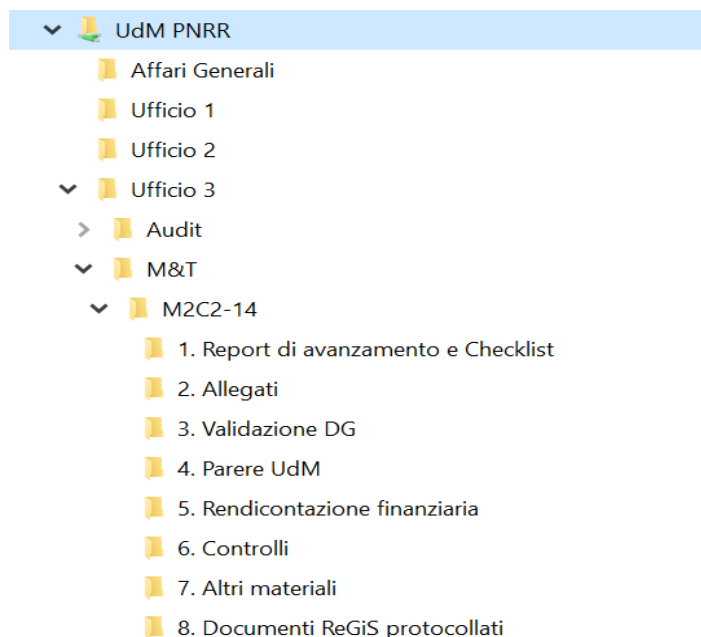 UdM PNRR
Affari Generali
Ufficio 1
Ufficio 2
Ufficio 3
Audit
M&T
M2C2-14
1. Report di avanzamento e Checklist
2. Allegati
3. Validazione DG
4. Parere UdM
5. Rendicontazione finanziaria
6. Controlli
7. Altri materiali
8. Documenti ReGiS protocollati